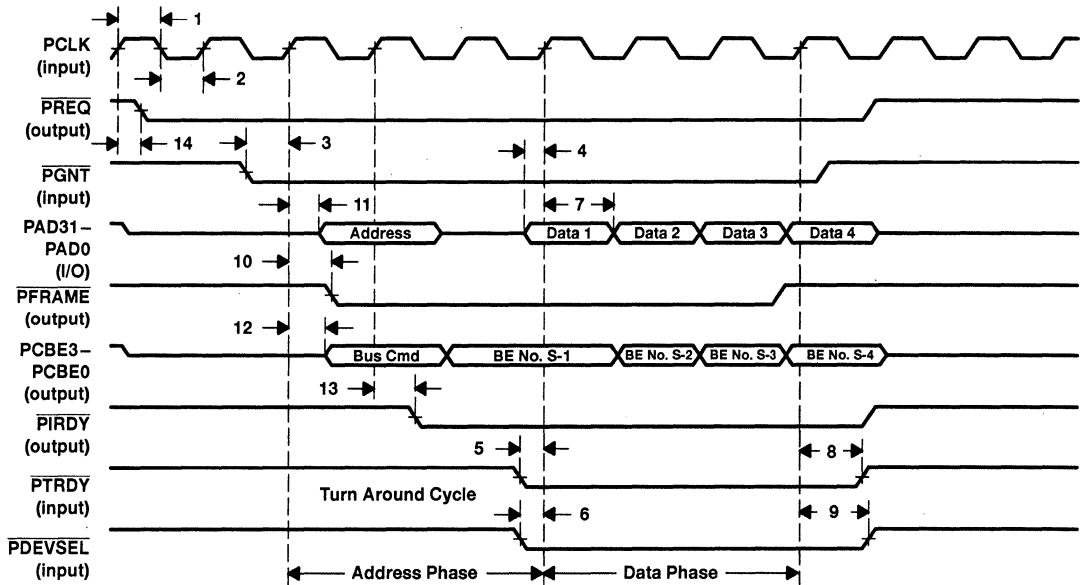 1
PCLK
(input)
2
PREQ
(output)
14
3
4
PGNT
(input)
11
7
PAD31–
PAD0
(I/O)
Address
Data 1
Data 2
Data 3
Data 4
10
PFRAME
(output)
12
PCBE3–
PCBE0
(output)
Bus Cmd
BE No. S-1
BE No. S-2
BE No. S-3
BE No. S-4
13
PIRDY
(output)
5
8
PTRDY
(input)
Turn Around Cycle
6
9
PDEVSEL
(input)
Address Phase
Data Phase